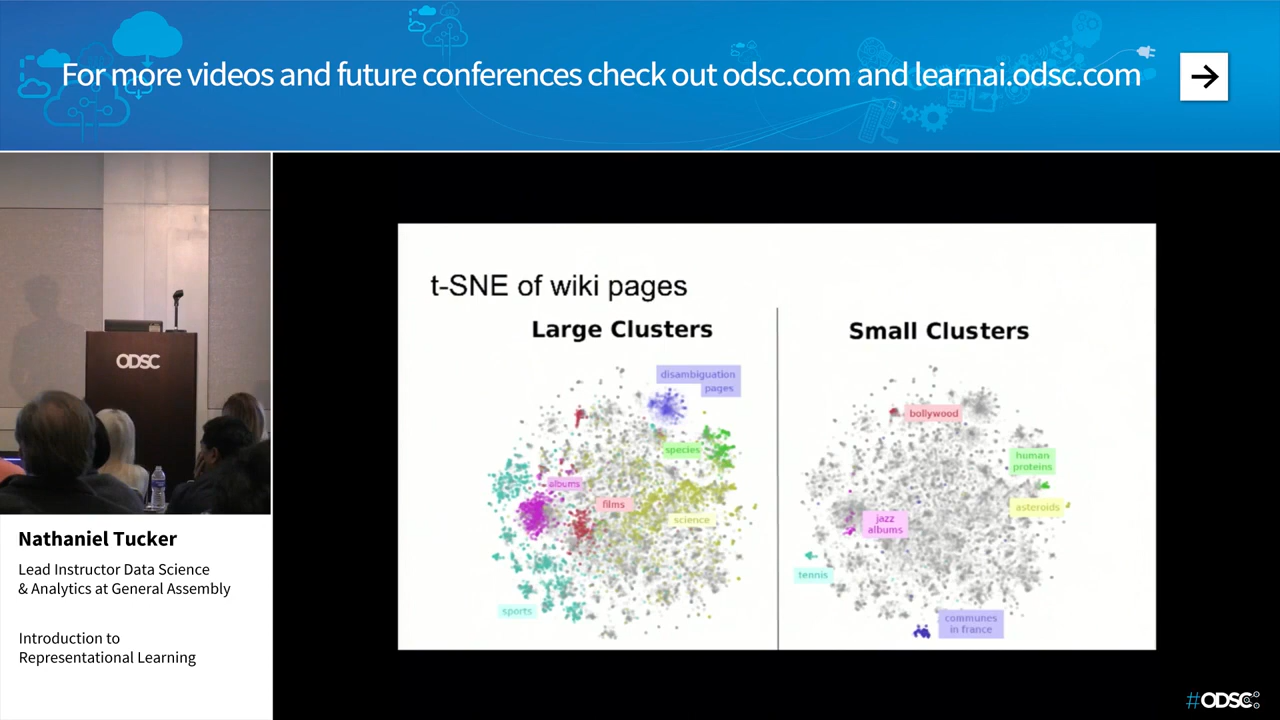 For more videos and future conferences check out odsc.com and learnai.odsc.com
ODSC
Nathaniel Tucker
Lead Instructor Data Science
& Analytics at General Assembly
Introduction to
Representational Learning
t-SNE of wiki pages
Large Clusters
disambiguation
pages
species
albums
films
science
sports
Small Clusters
bollywood
human
proteins
asteroids
jazz
albums
tennis
communes
in france
#ODSC